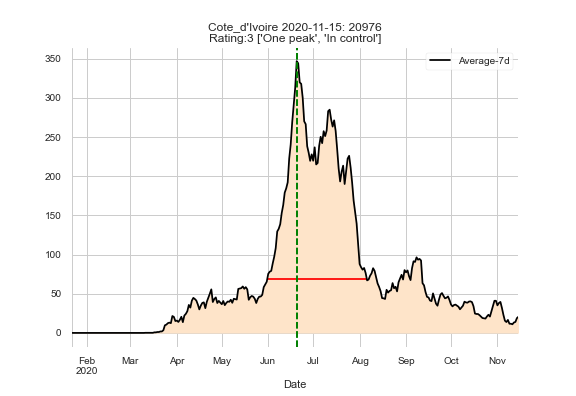 Cote_d'Ivoire 2020-11-15: 20976
Rating:3 ['One peak', 'In control']
Average-7d
350
300
250
200
150
100
50
0
Feb Mar Apr May Jun Jul Aug Sep Oct Nov
2020
Date